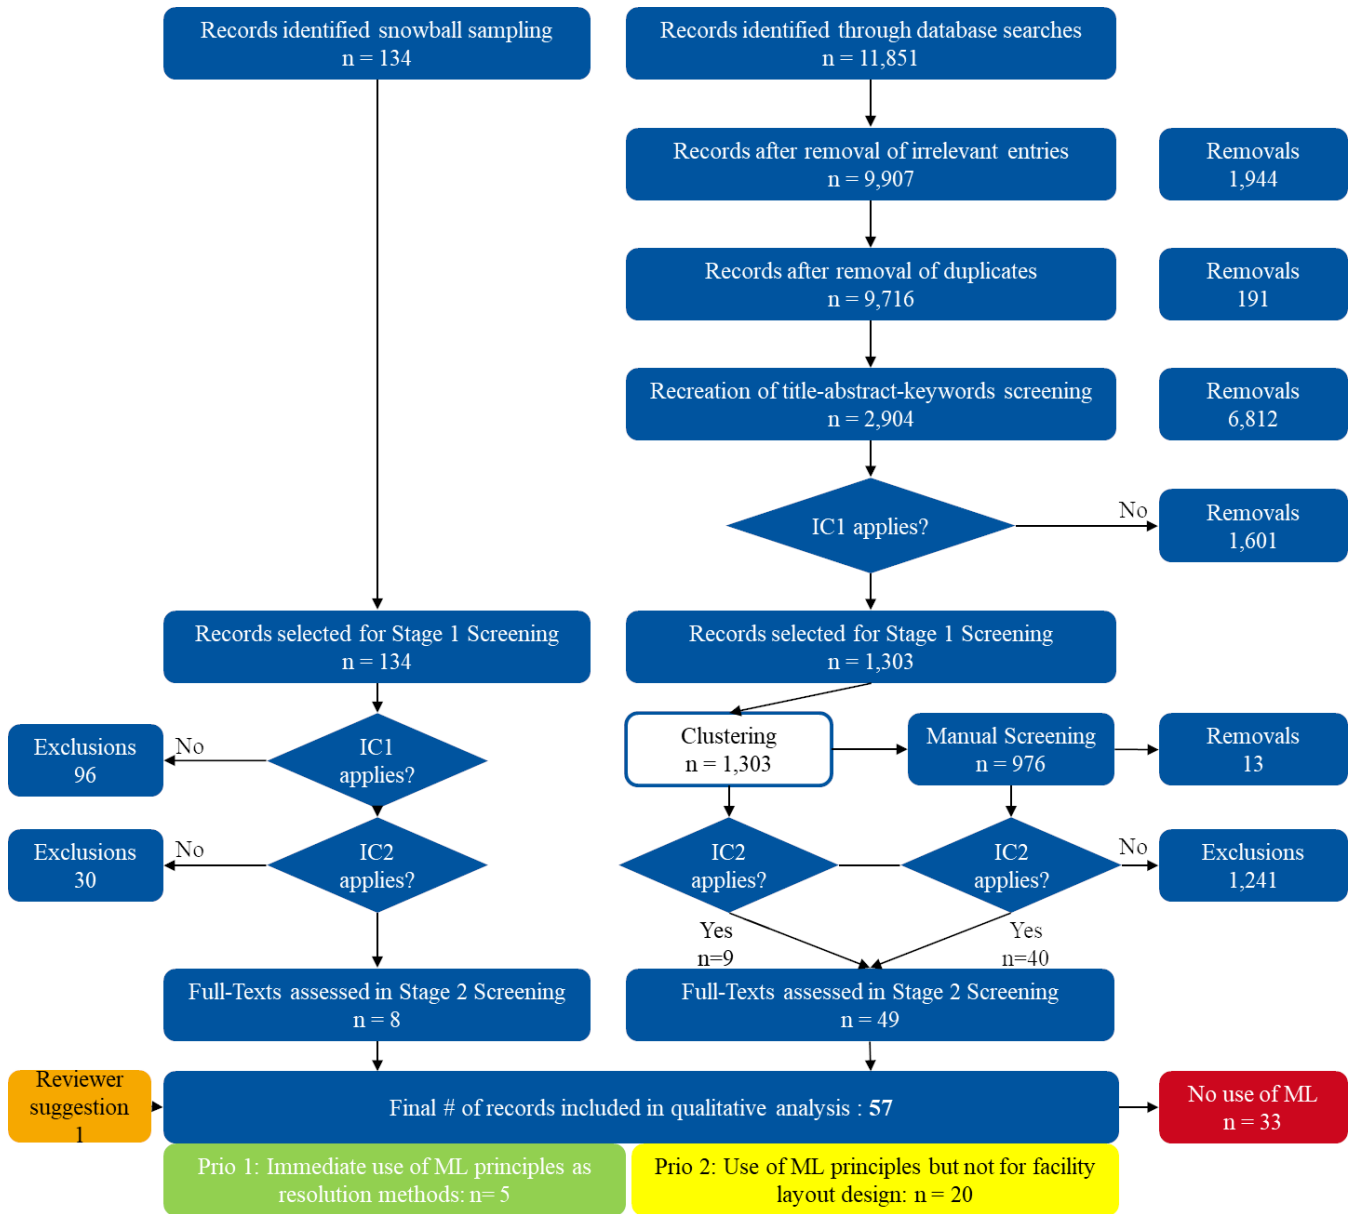 Records identified snowball sampling
n = 134
Records identified through database searches
n = 11,851
Records after removal of irrelevant entries
n = 9,907
Removals
1,944
Records after removal of duplicates
n = 9,716
Removals
191
Recreation of title-abstract-keywords screening
n = 2,904
Removals
6,812
IC1 applies?
No
Removals
1,601
Records selected for Stage 1 Screening
n = 134
Records selected for Stage 1 Screening
n = 1,303
Exclusions
96
No
IC1
applies?
Clustering
n = 1,303
Manual Screening
n = 976
Removals
13
Exclusions
30
No
IC2
applies?
IC2
applies?
IC2
applies?
No
Exclusions
1,241
Yes
n=9
Yes
n=40
Full-Texts assessed in Stage 2 Screening
n = 8
Full-Texts assessed in Stage 2 Screening
n = 49
Reviewer
suggestion
1
Final # of records included in qualitative analysis : 57
No use of ML
n = 33
Prio 1: Immediate use of ML principles as
resolution methods: n= 5
Prio 2: Use of ML principles but not for facility
layout design: n = 20